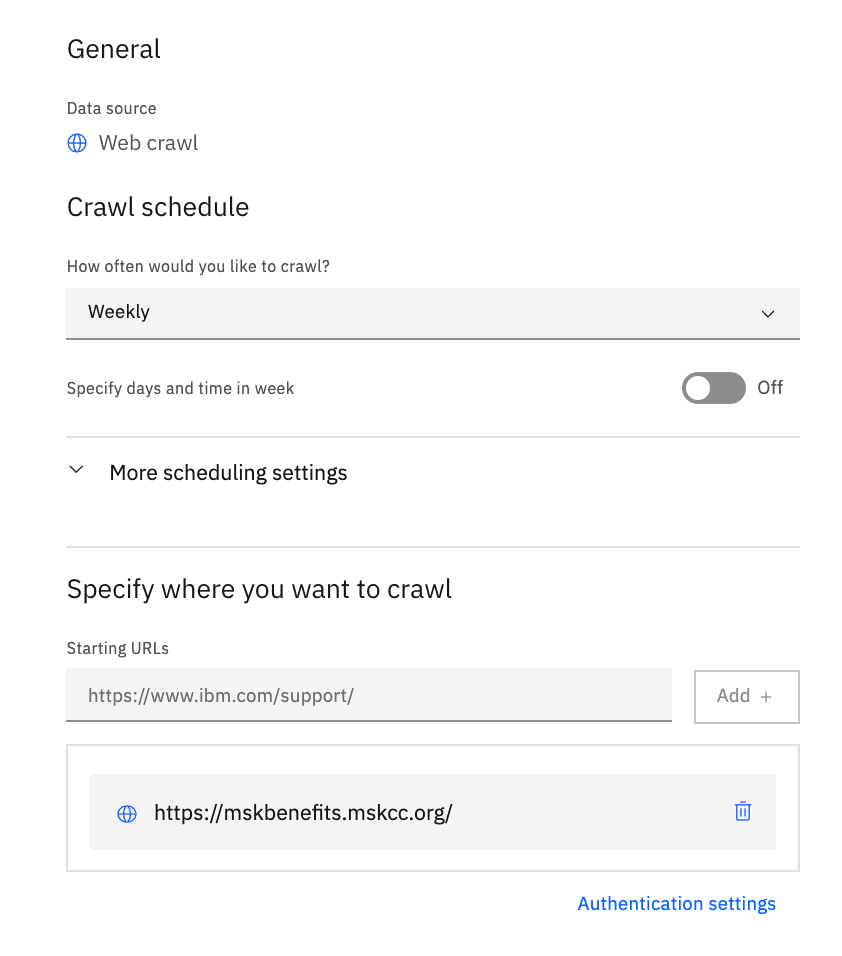 General
Data source
Web crawl
Crawl schedule
How often would you like to crawl?
Weekly
Specify days and time in week
Off
More scheduling settings
Specify where you want to crawl
Starting URLs
https://www.ibm.com/support/
Add +
https://mskbenefits.mskcc.org/
Authentication settings